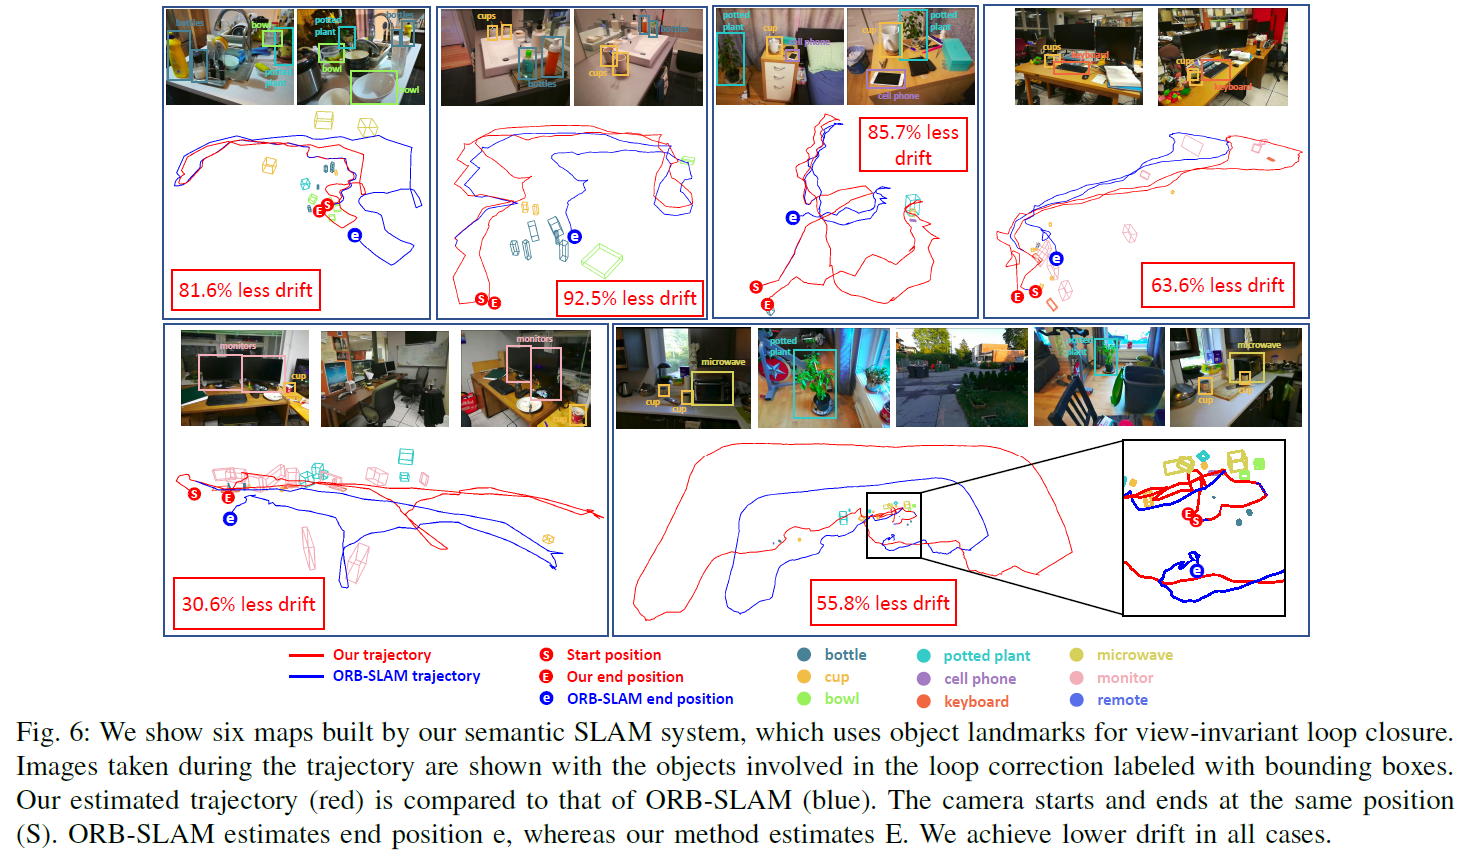 bottles
bowl
potted
plant
bottles
bowl
potted
plant
bowl
cups
bottles
bottles
cups
potted
plant
cup
cell phone
cup
potted
plant
cell phone
cups
keyboard
cups
keyboard
81.6% less drift
92.5% less drift
85.7% less
drift
63.6% less drift
S
E
e
S
E
e
S
E
e
S
E
e
monitors
cup
monitors
cup
microwave
cup
cup
potted
plant
potted
plant
microwave
cup
cup
S
E
e
30.6% less drift
55.8% less drift
E
S
e
Our trajectory
ORB-SLAM trajectory
S Start position
E Our end position
e ORB-SLAM end position
bottle
cup
bowl
potted plant
cell phone
keyboard
microwave
monitor
remote
Fig. 6: We show six maps built by our semantic SLAM system, which uses object landmarks for view-invariant loop closure.
Images taken during the trajectory are shown with the objects involved in the loop correction labeled with bounding boxes.
Our estimated trajectory (red) is compared to that of ORB-SLAM (blue). The camera starts and ends at the same position
(S). ORB-SLAM estimates end position e, whereas our method estimates E. We achieve lower drift in all cases.